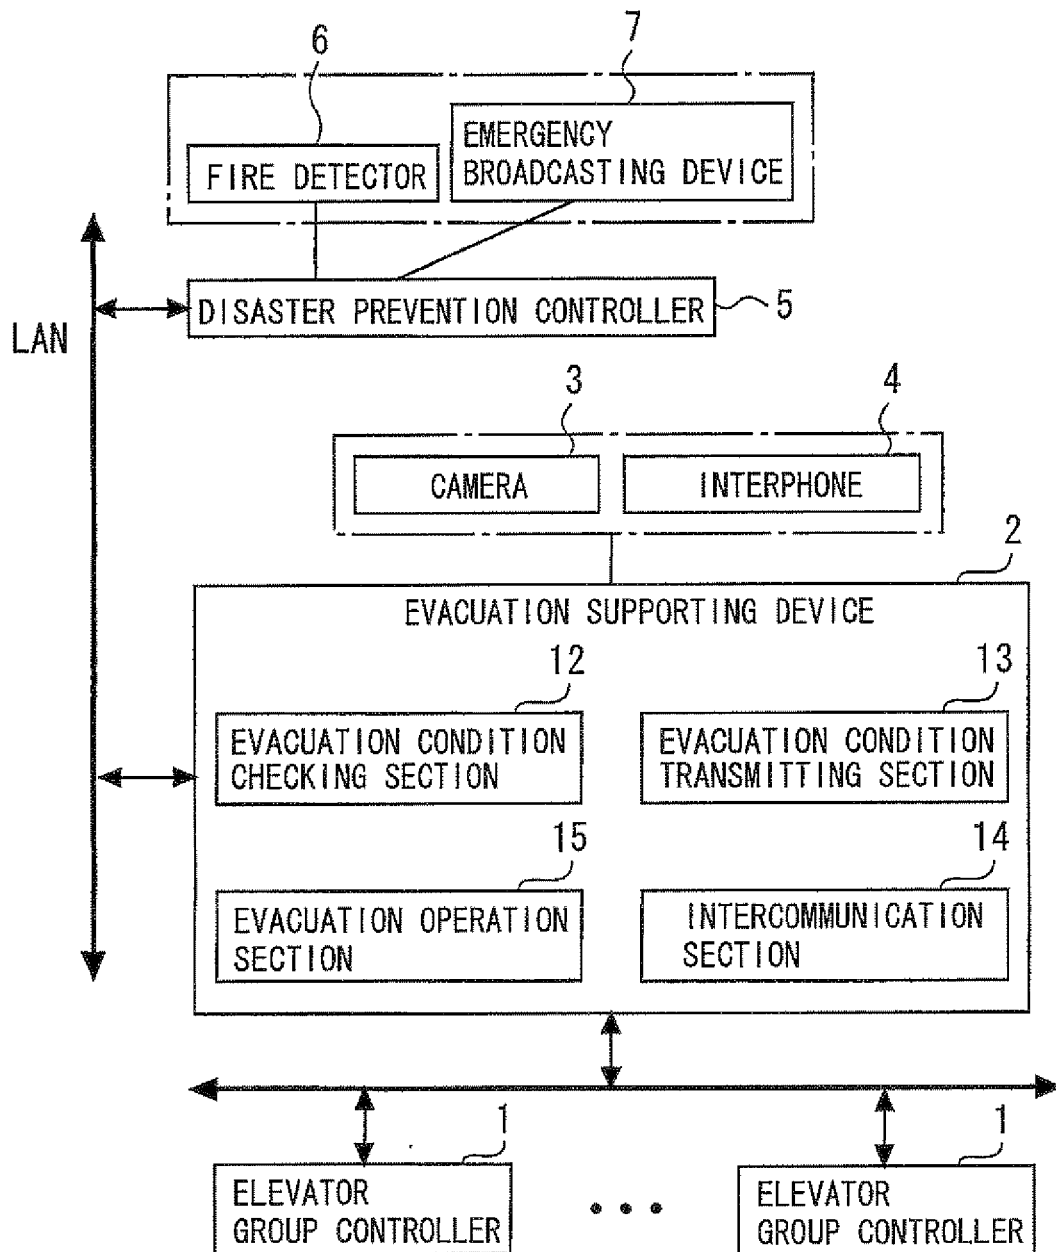 6
7
FIRE DETECTOR
EMERGENCY
BROADCASTING DEVICE
LAN
DISASTER PREVENTION CONTROLLER
5
3
4
CAMERA
INTERPHONE
2
EVACUATION SUPPORTING DEVICE
12
13
EVACUATION CONDITION
CHECKING SECTION
EVACUATION CONDITION
TRANSMITTING SECTION
15
14
EVACUATION OPERATION
SECTION
INTERCOMMUNICATION
SECTION
1
1
ELEVATOR
GROUP CONTROLLER
ELEVATOR
GROUP CONTROLLER